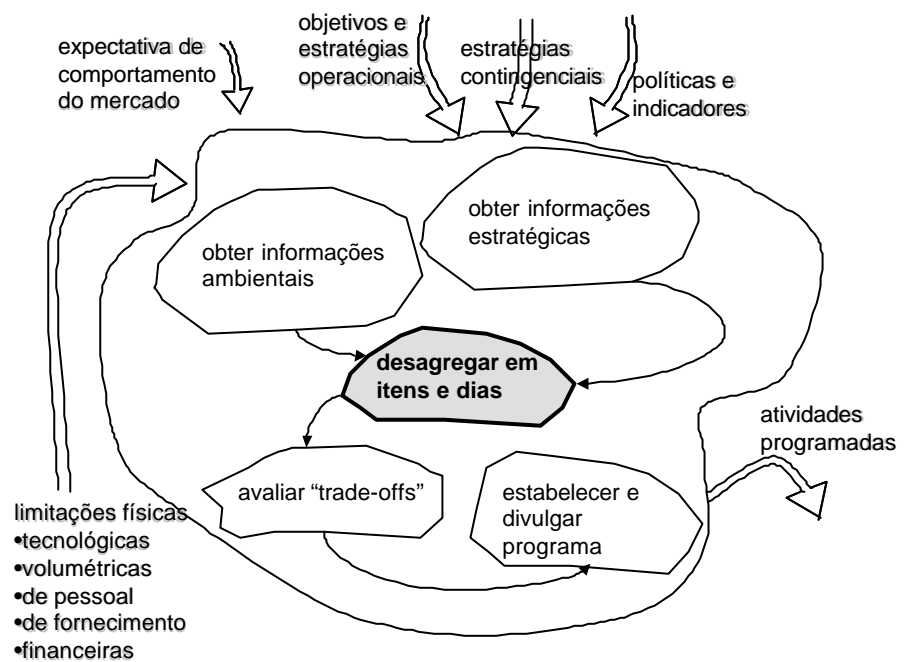 expectativa de
comportamento
do mercado
objetivos e
estratégias
operacionais
estratégias
contingenciais
políticas e
indicadores
obter informações
estratégicas
obter informações
ambientais
desagregar em
itens e dias
atividades
programadas
avaliar “trade-offs”
estabelecer e
divulgar
programa
limitações físicas
•tecnológicas
•volumétricas
•de pessoal
•de fornecimento
•financeiras